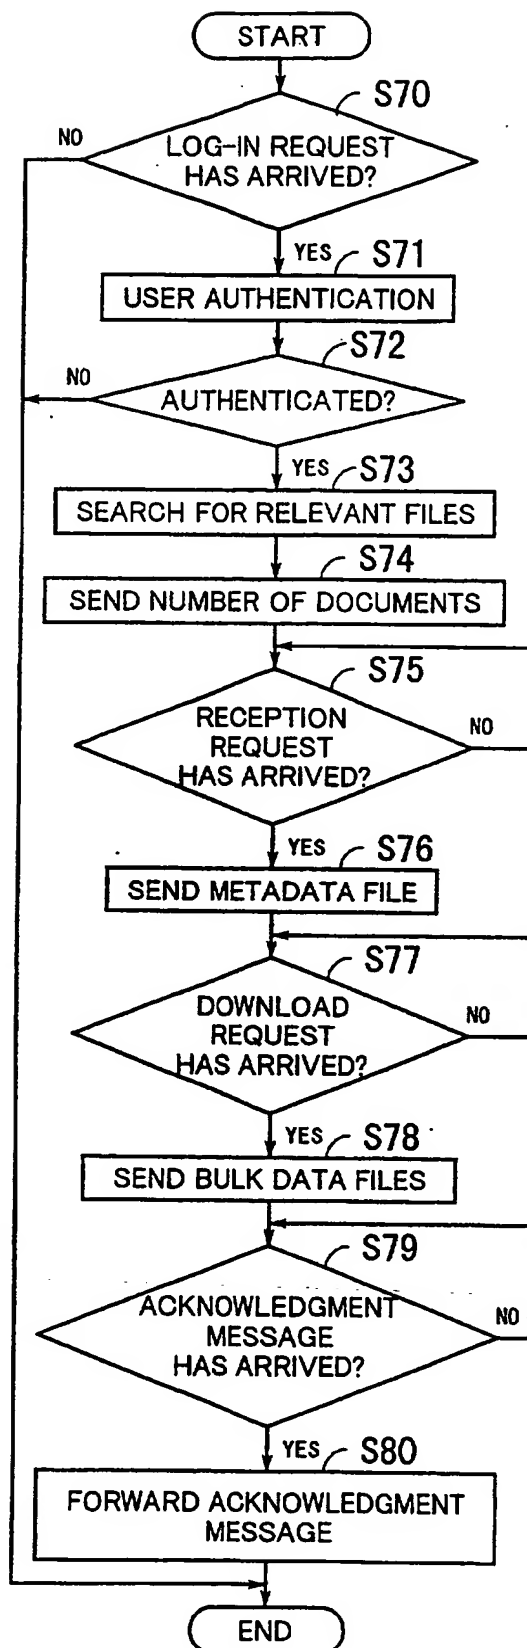 START
S70
NO
LOG-IN REQUEST
HAS ARRIVED?
YES
S71
USER AUTHENTICATION
S72
NO
AUTHENTICATED?
YES
S73
SEARCH FOR RELEVANT FILES
S74
SEND NUMBER OF DOCUMENTS
S75
RECEPTION
REQUEST
HAS ARRIVED?
NO
YES
S76
SEND METADATA FILE
S77
DOWNLOAD
REQUEST
HAS ARRIVED?
NO
YES
S78
SEND BULK DATA FILES
S79
ACKNOWLEDGMENT
MESSAGE
HAS ARRIVED?
NO
YES
S80
FORWARD ACKNOWLEDGMENT
MESSAGE
END